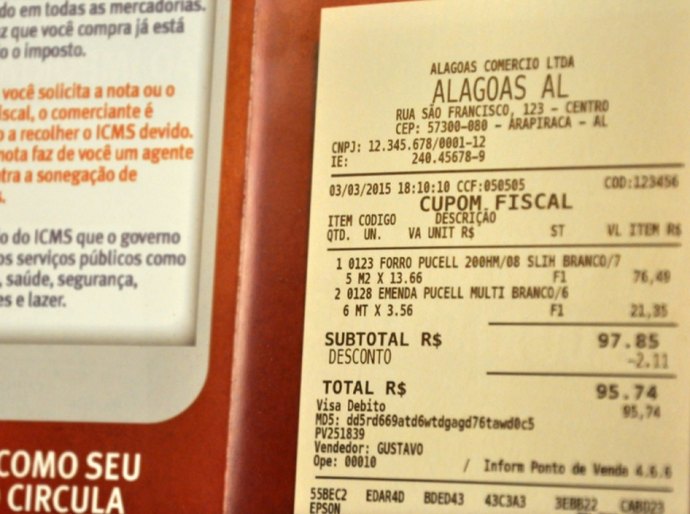 do em todas as mercadorias.
z que você compra já está
o o imposto.
você solicita a nota ou o
iscal, o comerciante é
o a recolher o ICMS devido.
nota faz de você um agente
tra a sonegação de
s.
o do ICMS que o governo
os serviços públicos como
, saúde, segurança,
es e lazer.
COMO SEU
CIRCULA
ALAGOAS COMERCIO LTDA
ALAGOAS AL
RUA SÃO FRANCISCO, 123 - CENTRO
CEP: 57300-080 - ARAPIRACA - AL
CNPJ: 12.345.678/0001-12
IE: 240.45678-9
03/03/2015 18:10:10 CCF:050505 COD:123456
CUPOM FISCAL
ITEM CODIGO DESCRIÇÃO
QTD. UN. VA UNIT R$ ST VL ITEM R$
1 0123 FORRO PUCELL 200HM/08 SLIH BRANCO/7
5 M2 X 13.66 F1 76,49
2 0128 EMENDA PUCELL MULTI BRANCO/6
6 MT X 3.56 F1 21,35
SUBTOTAL R$ 97.85
DESCONTO -2.11
TOTAL R$ 95.74
Visa Debito 95,74
MD5: dd5rd669atd6wtdgagd76tawd0c5
PV251839
Vendedor: GUSTAVO
Ope: 00010 / Inform Ponto de Venda 4.6.6
55BEC2 EDAR4D BDED43 43C3A3 3EBB22 CABD23
EPSON